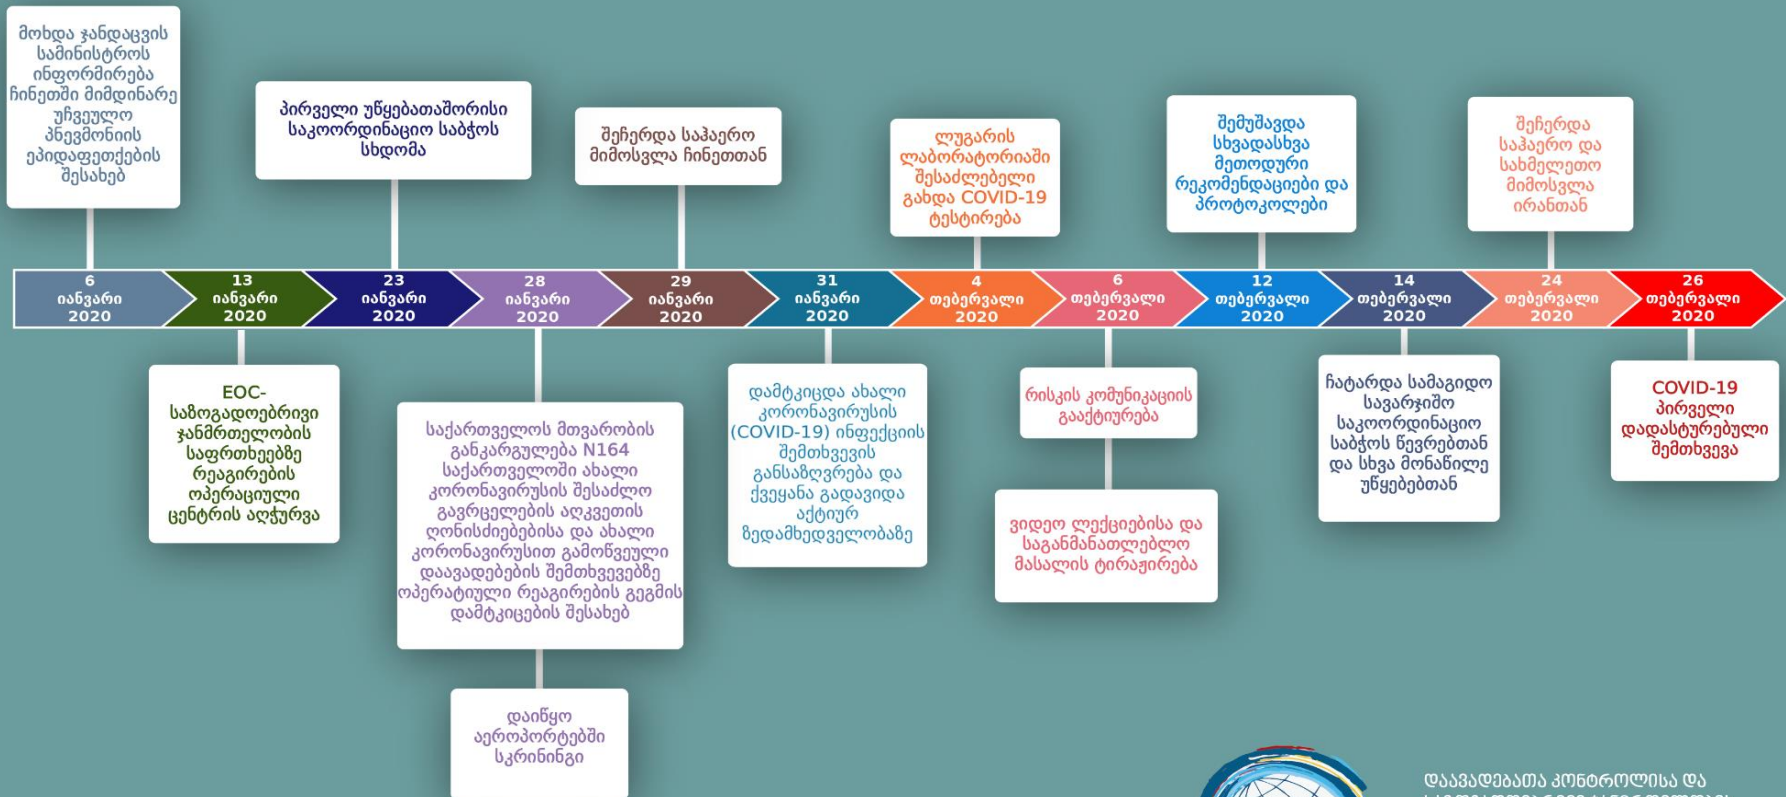 მოხდა ჯანდაცვის
სამინისტროს
ინფორმირება
ჩინეთში მიმდინარე
უჩვეულო
პნევმონიის
ეპიდაფეთქების
შესახებ
პირველი უწყებათაშორისი
საკოორდინაციო საბჭოს
სხდომა
შეჩერდა საჰაერო
მიმოსვლა ჩინეთთან
ლუგარის
ლაბორატორიაში
შესაძლებელი
გახდა COVID-19
ტესტირება
შემუშავდა
სხვადასხვა
მეთოდური
რეკომენდაციები და
პროტოკოლები
შეჩერდა
საჰაერო და
სახმელეთო
მიმოსვლა
ირანთან
6
იანვარი
2020
13
იანვარი
2020
23
იანვარი
2020
28
იანვარი
2020
29
იანვარი
2020
31
იანვარი
2020
4
თებერვალი
2020
6
თებერვალი
2020
12
თებერვალი
2020
14
თებერვალი
2020
24
თებერვალი
2020
26
თებერვალი
2020
EOC-
საზოგადოებრივი
ჯანმრთელობის
საფრთხეებზე
რეაგირების
ოპერაციული
ცენტრის აღჭურვა
საქართველოს მთვარობის
განკარგულება N164
საქართველოში ახალი
კორონავირუსის შესაძლო
გავრცელების აღკვეთის
ღონისძიებებისა და ახალი
კორონავირუსით გამოწვეული
დაავადებების შემთხვევებზე
ოპერატიული რეაგირების გეგმის
დამტკიცების შესახებ
დაიწყო
აეროპორტებში
სკრინინგი
დამტკიცდა ახალი
კორონავირუსის
(COVID-19) ინფექციის
შემთხვევის
განსაზღვრება და
ქვეყანა გადავიდა
აქტიურ
ზედამხედველობაზე
რისკის კომუნიკაციის
გააქტიურება
ვიდეო ლექციებისა და
საგანმანათლებლო
მასალის ტირაჟირება
ჩატარდა სამაგიდო
სავარჯიშო
საკოორდინაციო
საბჭოს წევრებთან
და სხვა მონაწილე
უწყებებთან
COVID-19
პირველი
დადასტურებული
შემთხვევა
დაავადებათა კონტროლისა და